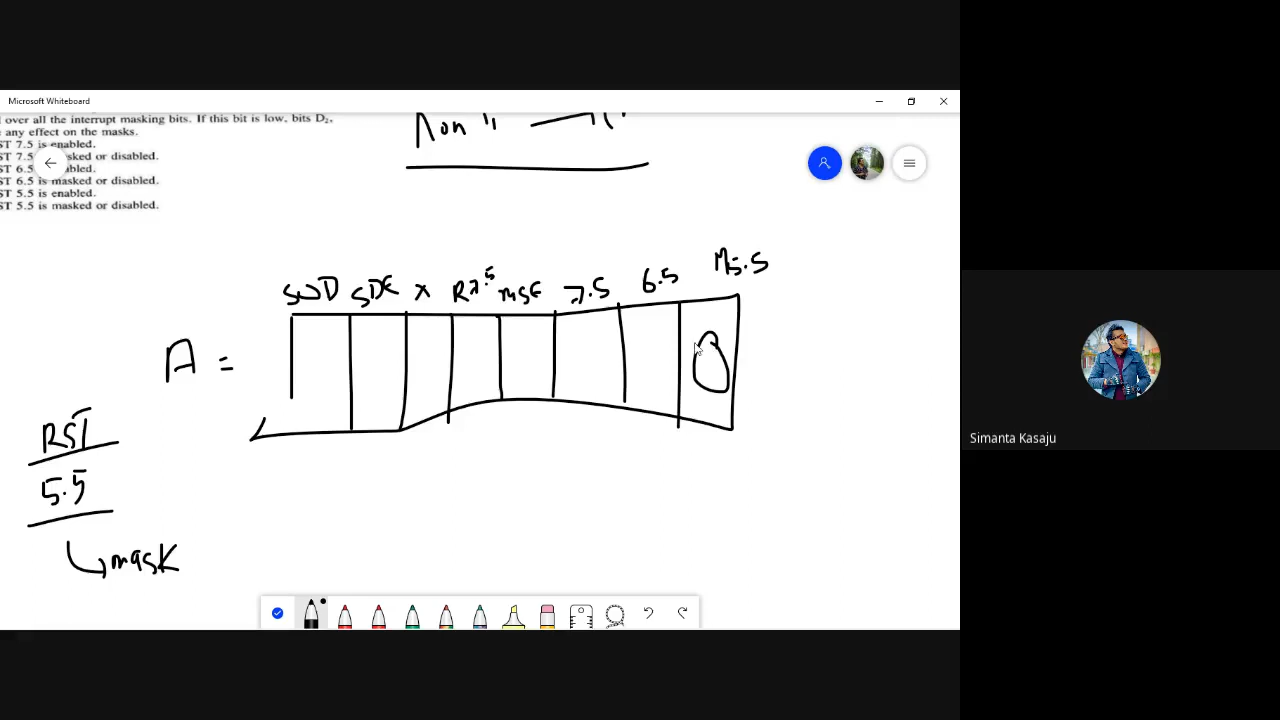 Microsoft Whiteboard
over all the interrupt masking bits. If this bit is low, bits D2,
any effect on the masks.
ST 7.5 is enabled.
ST 7.5 masked or disabled.
ST 6.5 enabled.
ST 6.5 is masked or disabled.
ST 5.5 is enabled.
ST 5.5 is masked or disabled.
Non
SOD SDE X R7.5 MSE 7.5 6.5 M5.5
A = 0
RST
5.5
mask
Simanta Kasaju